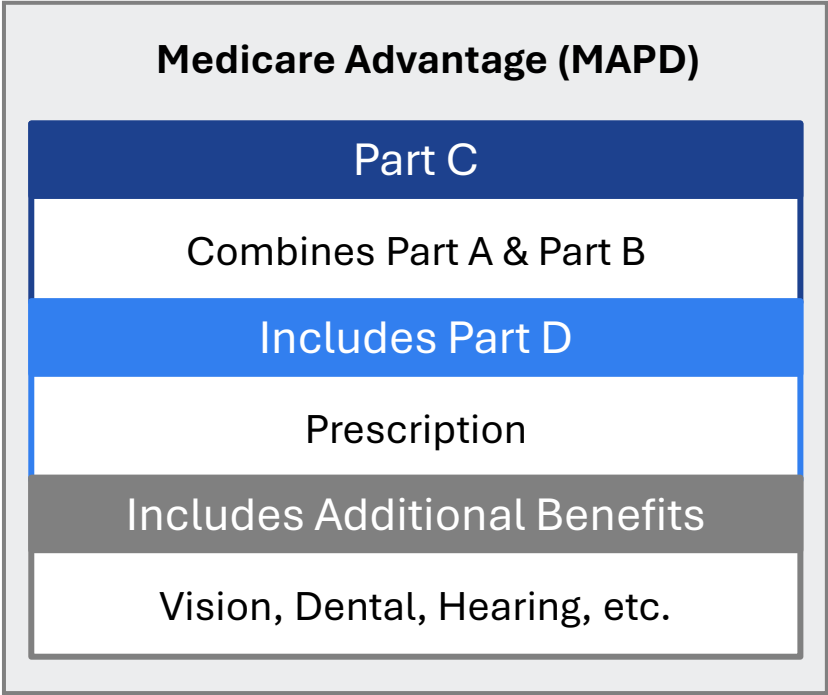 Medicare Advantage (MAPD)
Part C
Combines Part A & Part B
Includes Part D
Prescription
Includes Additional Benefits
Vision, Dental, Hearing, etc.